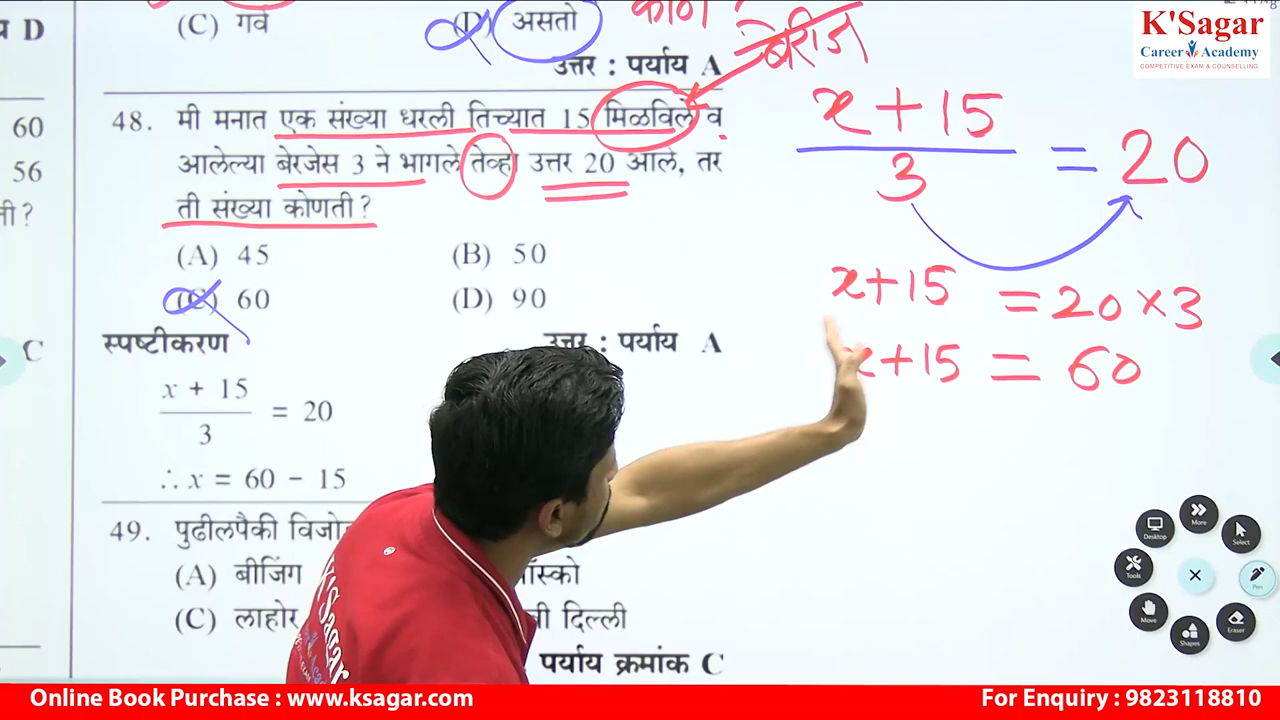 D
(C) गर्व
(D) असतो
उत्तर : पर्याय A
बेरीज
K'Sagar
Career Academy
COMPETITIVE EXAM & COUNSELLING
60
56
ती?
C
48. मी मनात एक संख्या धरली तिच्यात 15 मिळविले व
आलेल्या बेरजेस 3 ने भागले तेव्हा उत्तर 20 आले, तर
ती संख्या कोणती?
(A) 45
(B) 50
(C) 60
(D) 90
स्पष्टीकरण
उत्तर : पर्याय A
x + 15
3
= 20
∴ x = 60 − 15
49. पुढीलपैकी
(A) बीजिंग
मॉस्को
(C) लाहोर
दिल्ली
पर्याय क्रमांक C
x + 15
3
= 20
x + 15 = 20 × 3
x + 15 = 60
K'Sagar
Desktop
More
Select
Tools
Pen
Move
Shapes
Eraser
Online Book Purchase : www.ksagar.com
For Enquiry : 9823118810